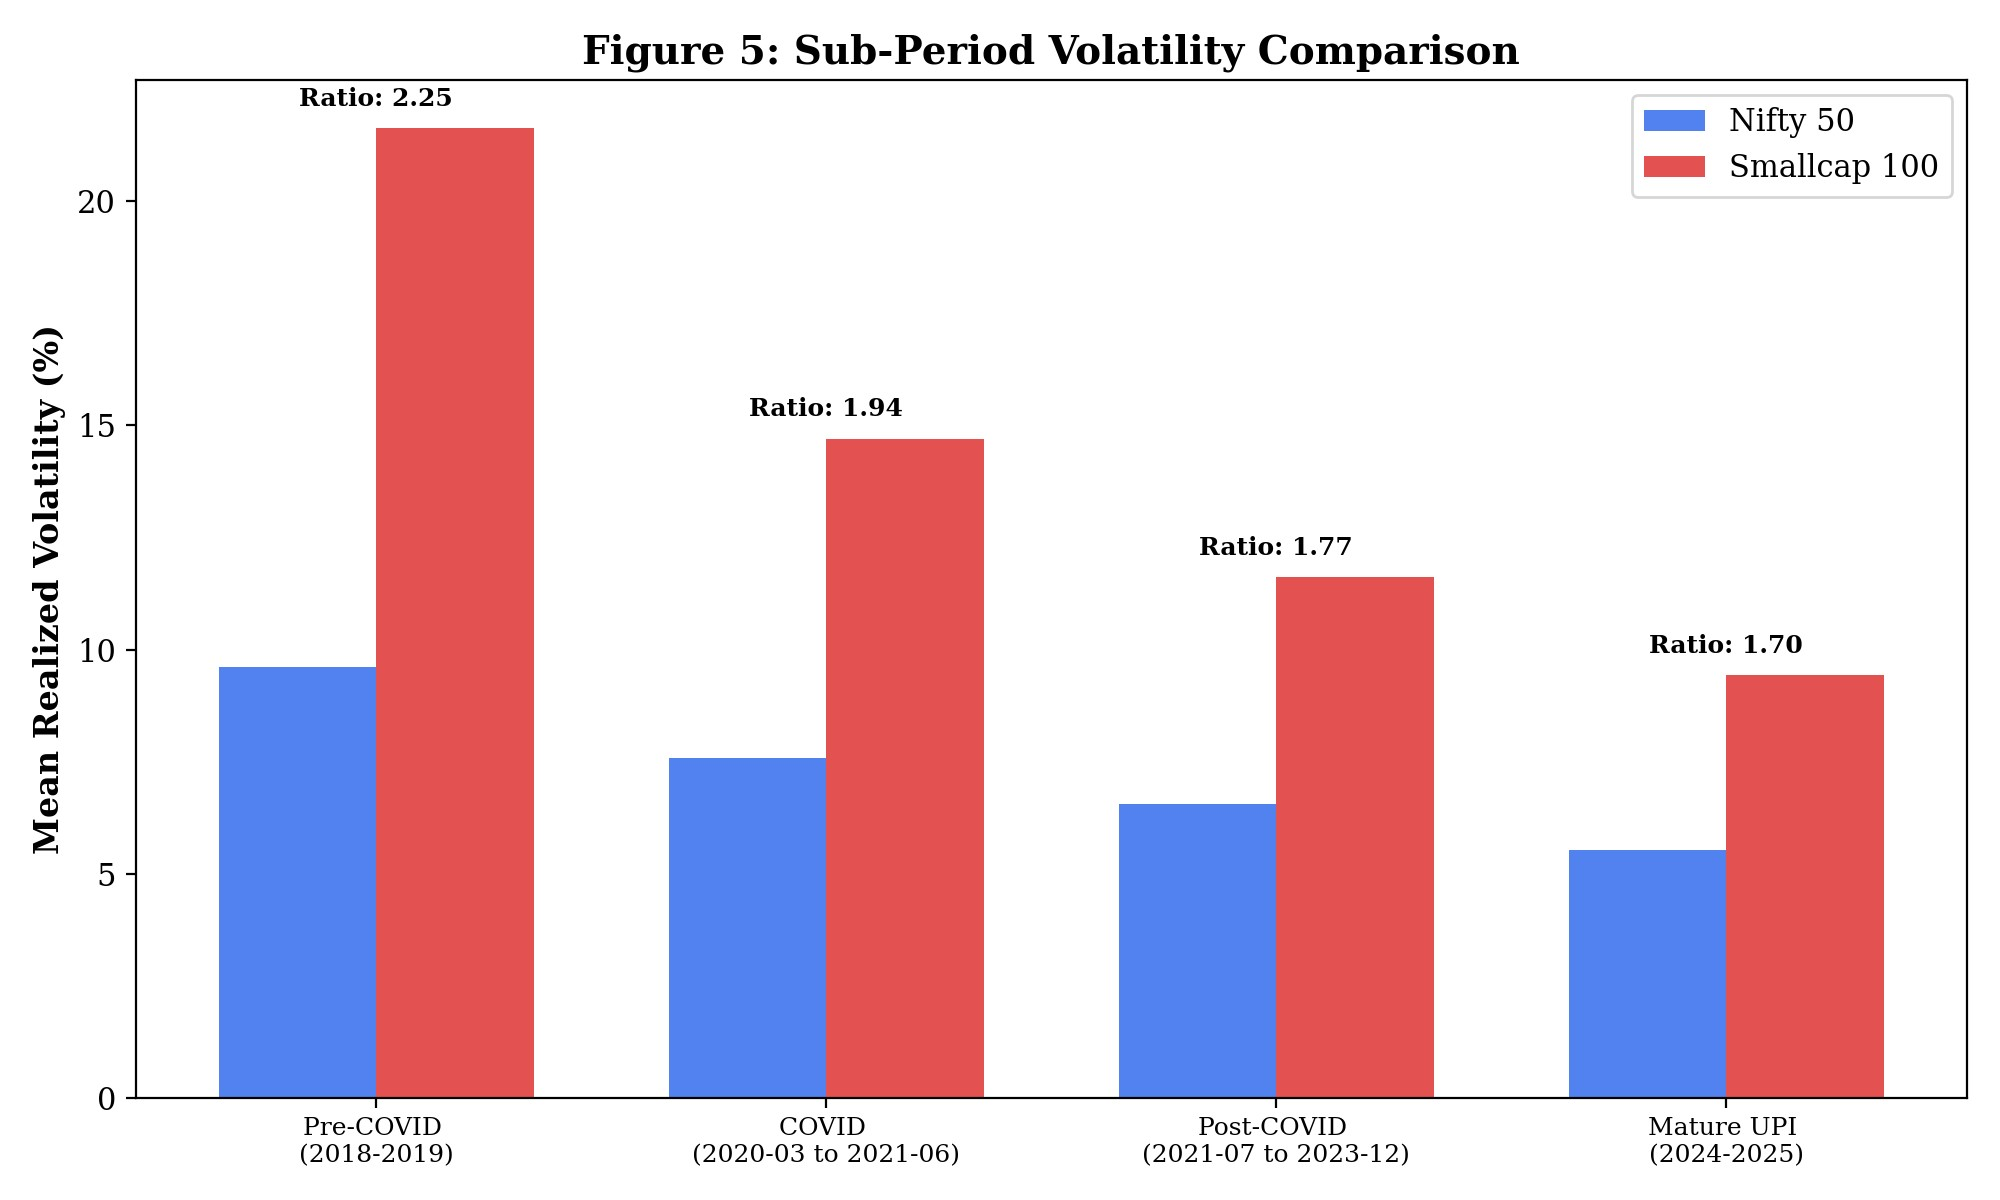 Figure 5: Sub-Period Volatility Comparison
Ratio: 2.25
Nifty 50
Smallcap 100
20
Ratio: 1.94
15
Ratio: 1.77
Ratio: 1.70
10
5
0
Mean Realized Volatility (%)
Pre-COVID
(2018-2019)
COVID
(2020-03 to 2021-06)
Post-COVID
(2021-07 to 2023-12)
Mature UPI
(2024-2025)